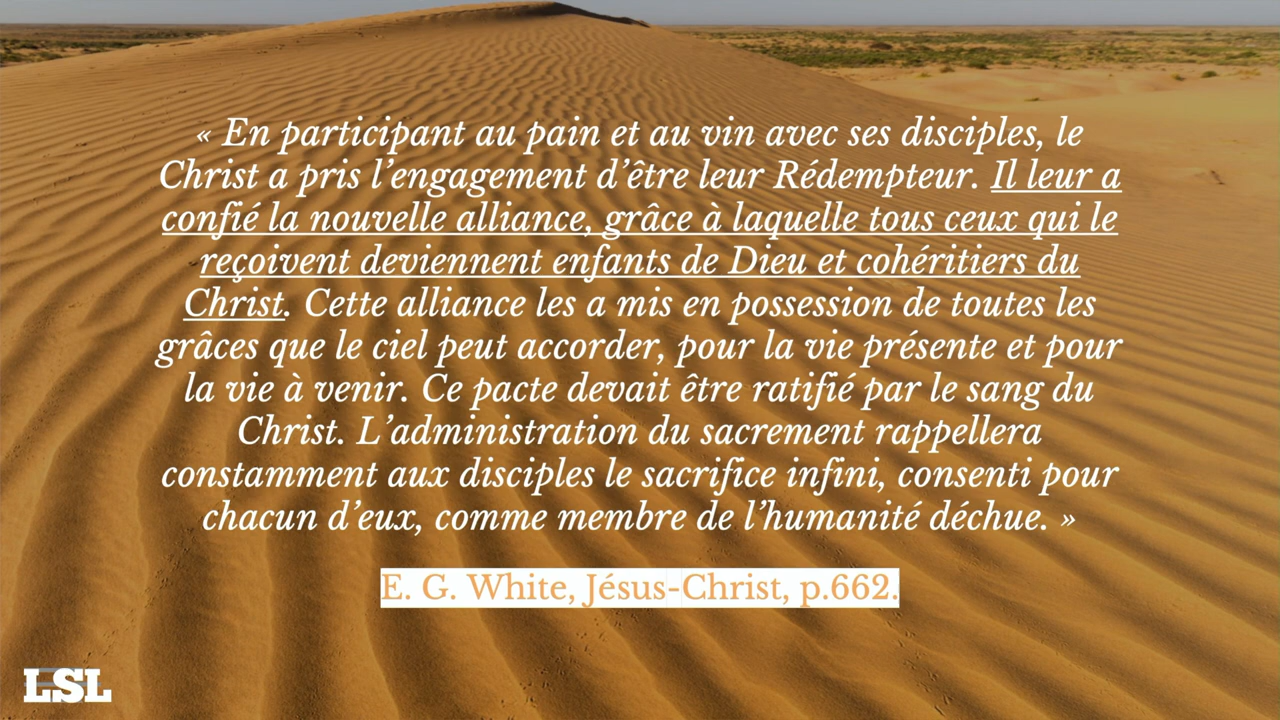 « En participant au pain et au vin avec ses disciples, le
Christ a pris l’engagement d’être leur Rédempteur. Il leur a
confié la nouvelle alliance, grâce à laquelle tous ceux qui le
reçoivent deviennent enfants de Dieu et cohéritiers du
Christ. Cette alliance les a mis en possession de toutes les
grâces que le ciel peut accorder, pour la vie présente et pour
la vie à venir. Ce pacte devait être ratifié par le sang du
Christ. L’administration du sacrement rappellera
constamment aux disciples le sacrifice infini, consenti pour
chacun d’eux, comme membre de l’humanité déchue. »
E. G. White, Jésus-Christ, p.662.
LSL